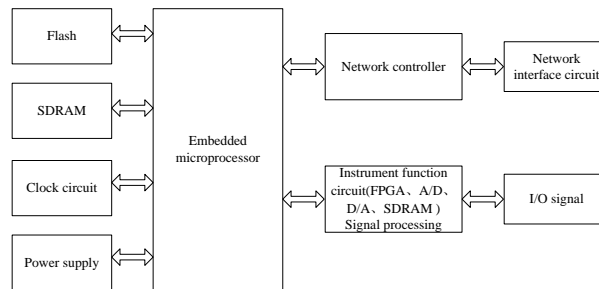 Flash
SDRAM
Clock circuit
Power supply
Embedded
microprocessor
Network controller
Network
interface circuit
Instrument function
circuit(FPGA、A/D、
D/A、SDRAM )
Signal processing
I/O signal